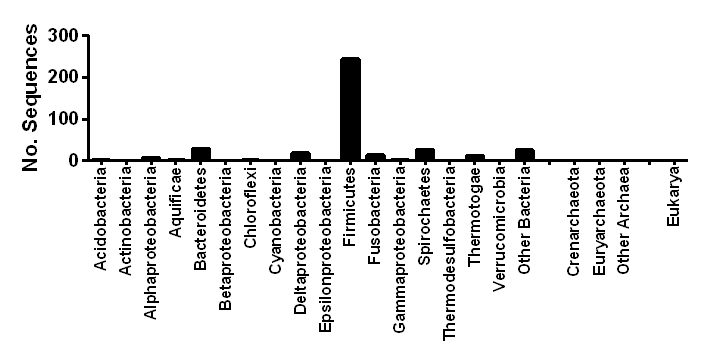 No. Sequences
300
200
100
0
Acidobacteria
Actinobacteria
Alphaproteobacteria
Aquificae
Bacteroidetes
Betaproteobacteria
Chloroflexi
Cyanobacteria
Deltaproteobacteria
Epsilonproteobacteria
Firmicutes
Fusobacteria
Gammaproteobacteria
Spirochaetes
Thermodesulfobacteria
Thermotogae
Verrucomicrobia
Other Bacteria
Crenarchaeota
Euryarchaeota
Other Archaea
Eukarya